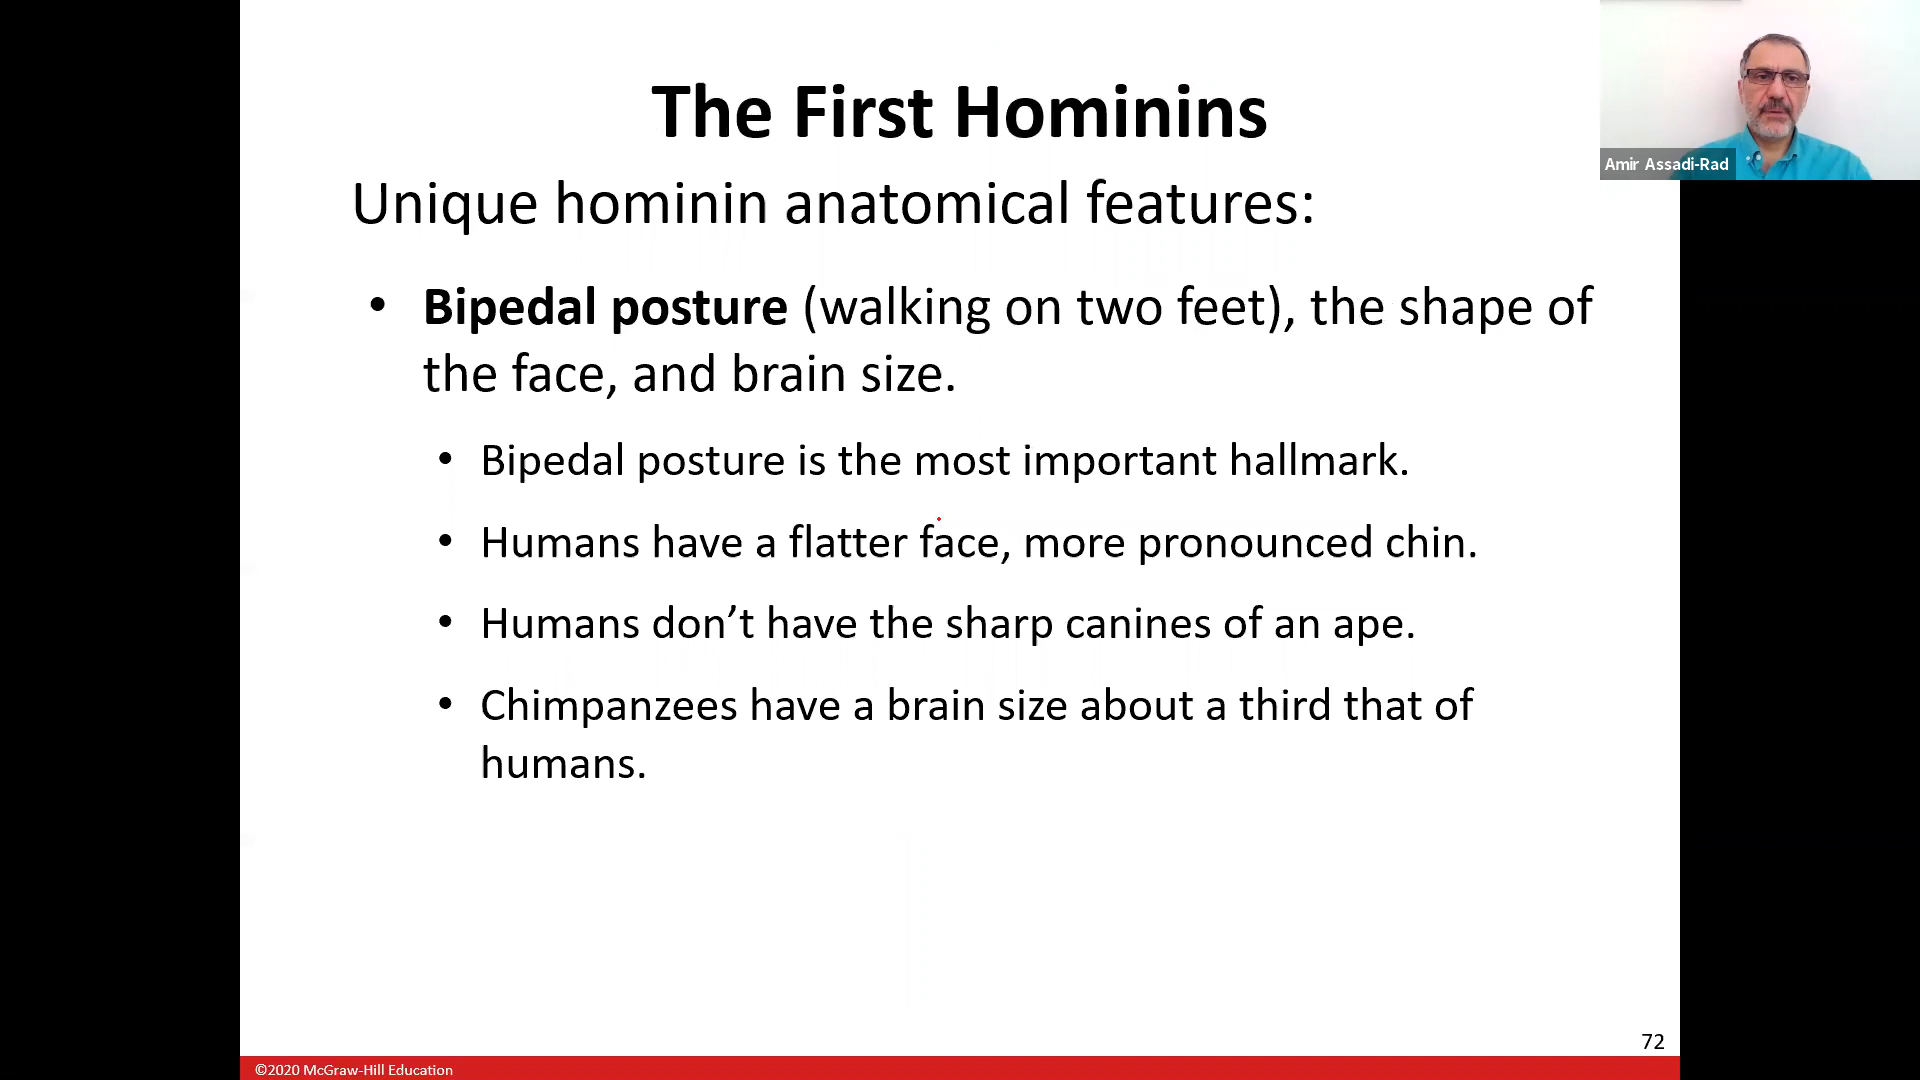 The First Hominins
Amir Assadi-Rad
Unique hominin anatomical features:
• Bipedal posture (walking on two feet), the shape of
the face, and brain size.
• Bipedal posture is the most important hallmark.
• Humans have a flatter face, more pronounced chin.
• Humans don’t have the sharp canines of an ape.
• Chimpanzees have a brain size about a third that of
humans.
72
©2020 McGraw-Hill Education